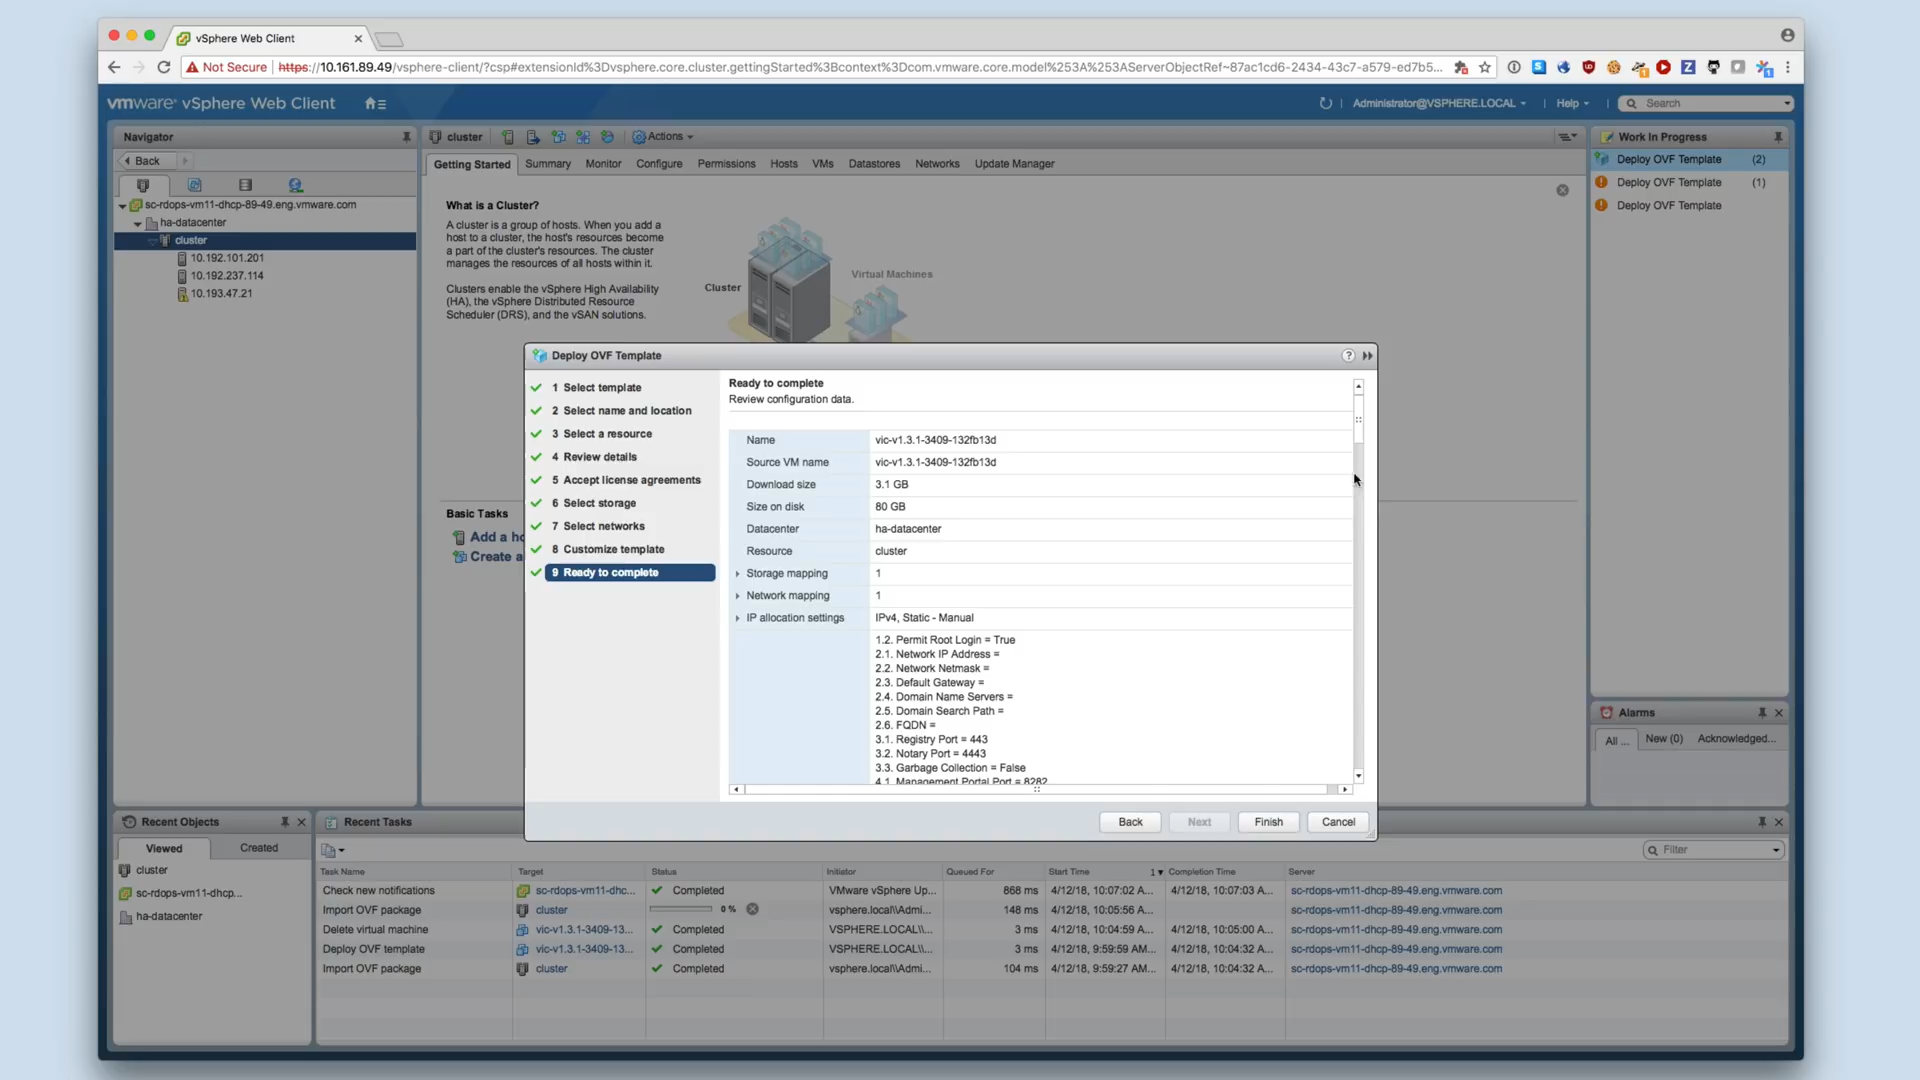 vSphere Web Client
Not Secure
https://10.161.89.49/vsphere-client/?csp#extensionId%3Dvsphere.core.cluster.gettingStarted%3Bcontext%3Dcom.vmware.core.model%253A%253AServerObjectRef~87ac1cd6-2434-43c7-a579-ed7b5...
vmware® vSphere Web Client
Administrator@VSPHERE.LOCAL
Help
Search
Navigator
Back
sc-rdops-vm11-dhcp-89-49.eng.vmware.com
ha-datacenter
cluster
10.192.101.201
10.192.237.114
10.193.47.21
cluster
Actions
Getting Started
Summary
Monitor
Configure
Permissions
Hosts
VMs
Datastores
Networks
Update Manager
What is a Cluster?
A cluster is a group of hosts. When you add a
host to a cluster, the host's resources become
a part of the cluster's resources. The cluster
manages the resources of all hosts within it.
Clusters enable the vSphere High Availability
(HA), the vSphere Distributed Resource
Scheduler (DRS), and the vSAN solutions.
Cluster
Virtual Machines
Basic Tasks
Add a ho
Create a
Work In Progress
Deploy OVF Template (2)
Deploy OVF Template (1)
Deploy OVF Template
Alarms
All ...
New (0)
Acknowledged...
Deploy OVF Template
1 Select template
2 Select name and location
3 Select a resource
4 Review details
5 Accept license agreements
6 Select storage
7 Select networks
8 Customize template
9 Ready to complete
Ready to complete
Review configuration data.
Name vic-v1.3.1-3409-132fb13d
Source VM name vic-v1.3.1-3409-132fb13d
Download size 3.1 GB
Size on disk 80 GB
Datacenter ha-datacenter
Resource cluster
Storage mapping 1
Network mapping 1
IP allocation settings IPv4, Static - Manual
1.2. Permit Root Login = True
2.1. Network IP Address =
2.2. Network Netmask =
2.3. Default Gateway =
2.4. Domain Name Servers =
2.5. Domain Search Path =
2.6. FQDN =
3.1. Registry Port = 443
3.2. Notary Port = 4443
3.3. Garbage Collection = False
4.1. Management Portal Port = 8282
Back
Next
Finish
Cancel
Recent Objects
Viewed
Created
cluster
sc-rdops-vm11-dhcp...
ha-datacenter
Recent Tasks
Filter
Task Name Target Status Initiator Queued For Start Time 1 Completion Time Server
Check new notifications sc-rdops-vm11-dhc... Completed VMware vSphere Up... 868 ms 4/12/18, 10:07:02 A... 4/12/18, 10:07:03 A... sc-rdops-vm11-dhcp-89-49.eng.vmware.com
Import OVF package cluster 0 % vsphere.local\\Admi... 148 ms 4/12/18, 10:05:56 A... sc-rdops-vm11-dhcp-89-49.eng.vmware.com
Delete virtual machine vic-v1.3.1-3409-13... Completed VSPHERE.LOCAL\\... 3 ms 4/12/18, 10:04:59 A... 4/12/18, 10:05:00 A... sc-rdops-vm11-dhcp-89-49.eng.vmware.com
Deploy OVF template vic-v1.3.1-3409-13... Completed VSPHERE.LOCAL\\... 3 ms 4/12/18, 9:59:59 AM... 4/12/18, 10:04:32 A... sc-rdops-vm11-dhcp-89-49.eng.vmware.com
Import OVF package cluster Completed vsphere.local\\Admi... 104 ms 4/12/18, 9:59:27 AM... 4/12/18, 10:04:32 A... sc-rdops-vm11-dhcp-89-49.eng.vmware.com